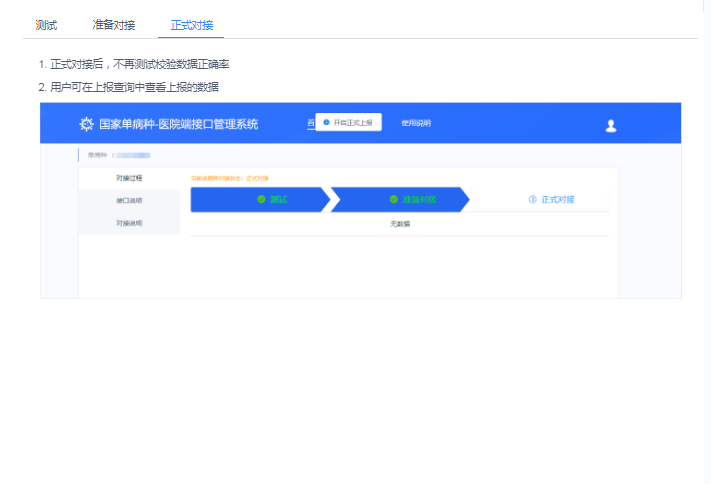 测试 准备对接 正式对接
1. 正式对接后，不再测试校验数据正确率
2. 用户可在上报查询中查看上报的数据
国家单病种-医院端接口管理系统 首 开启正式上报 使用说明
单病种 /
对接过程 当前该病种对接状态：正式对接
测试 准备对接 ③ 正式对接
接口说明
对接说明 无数据